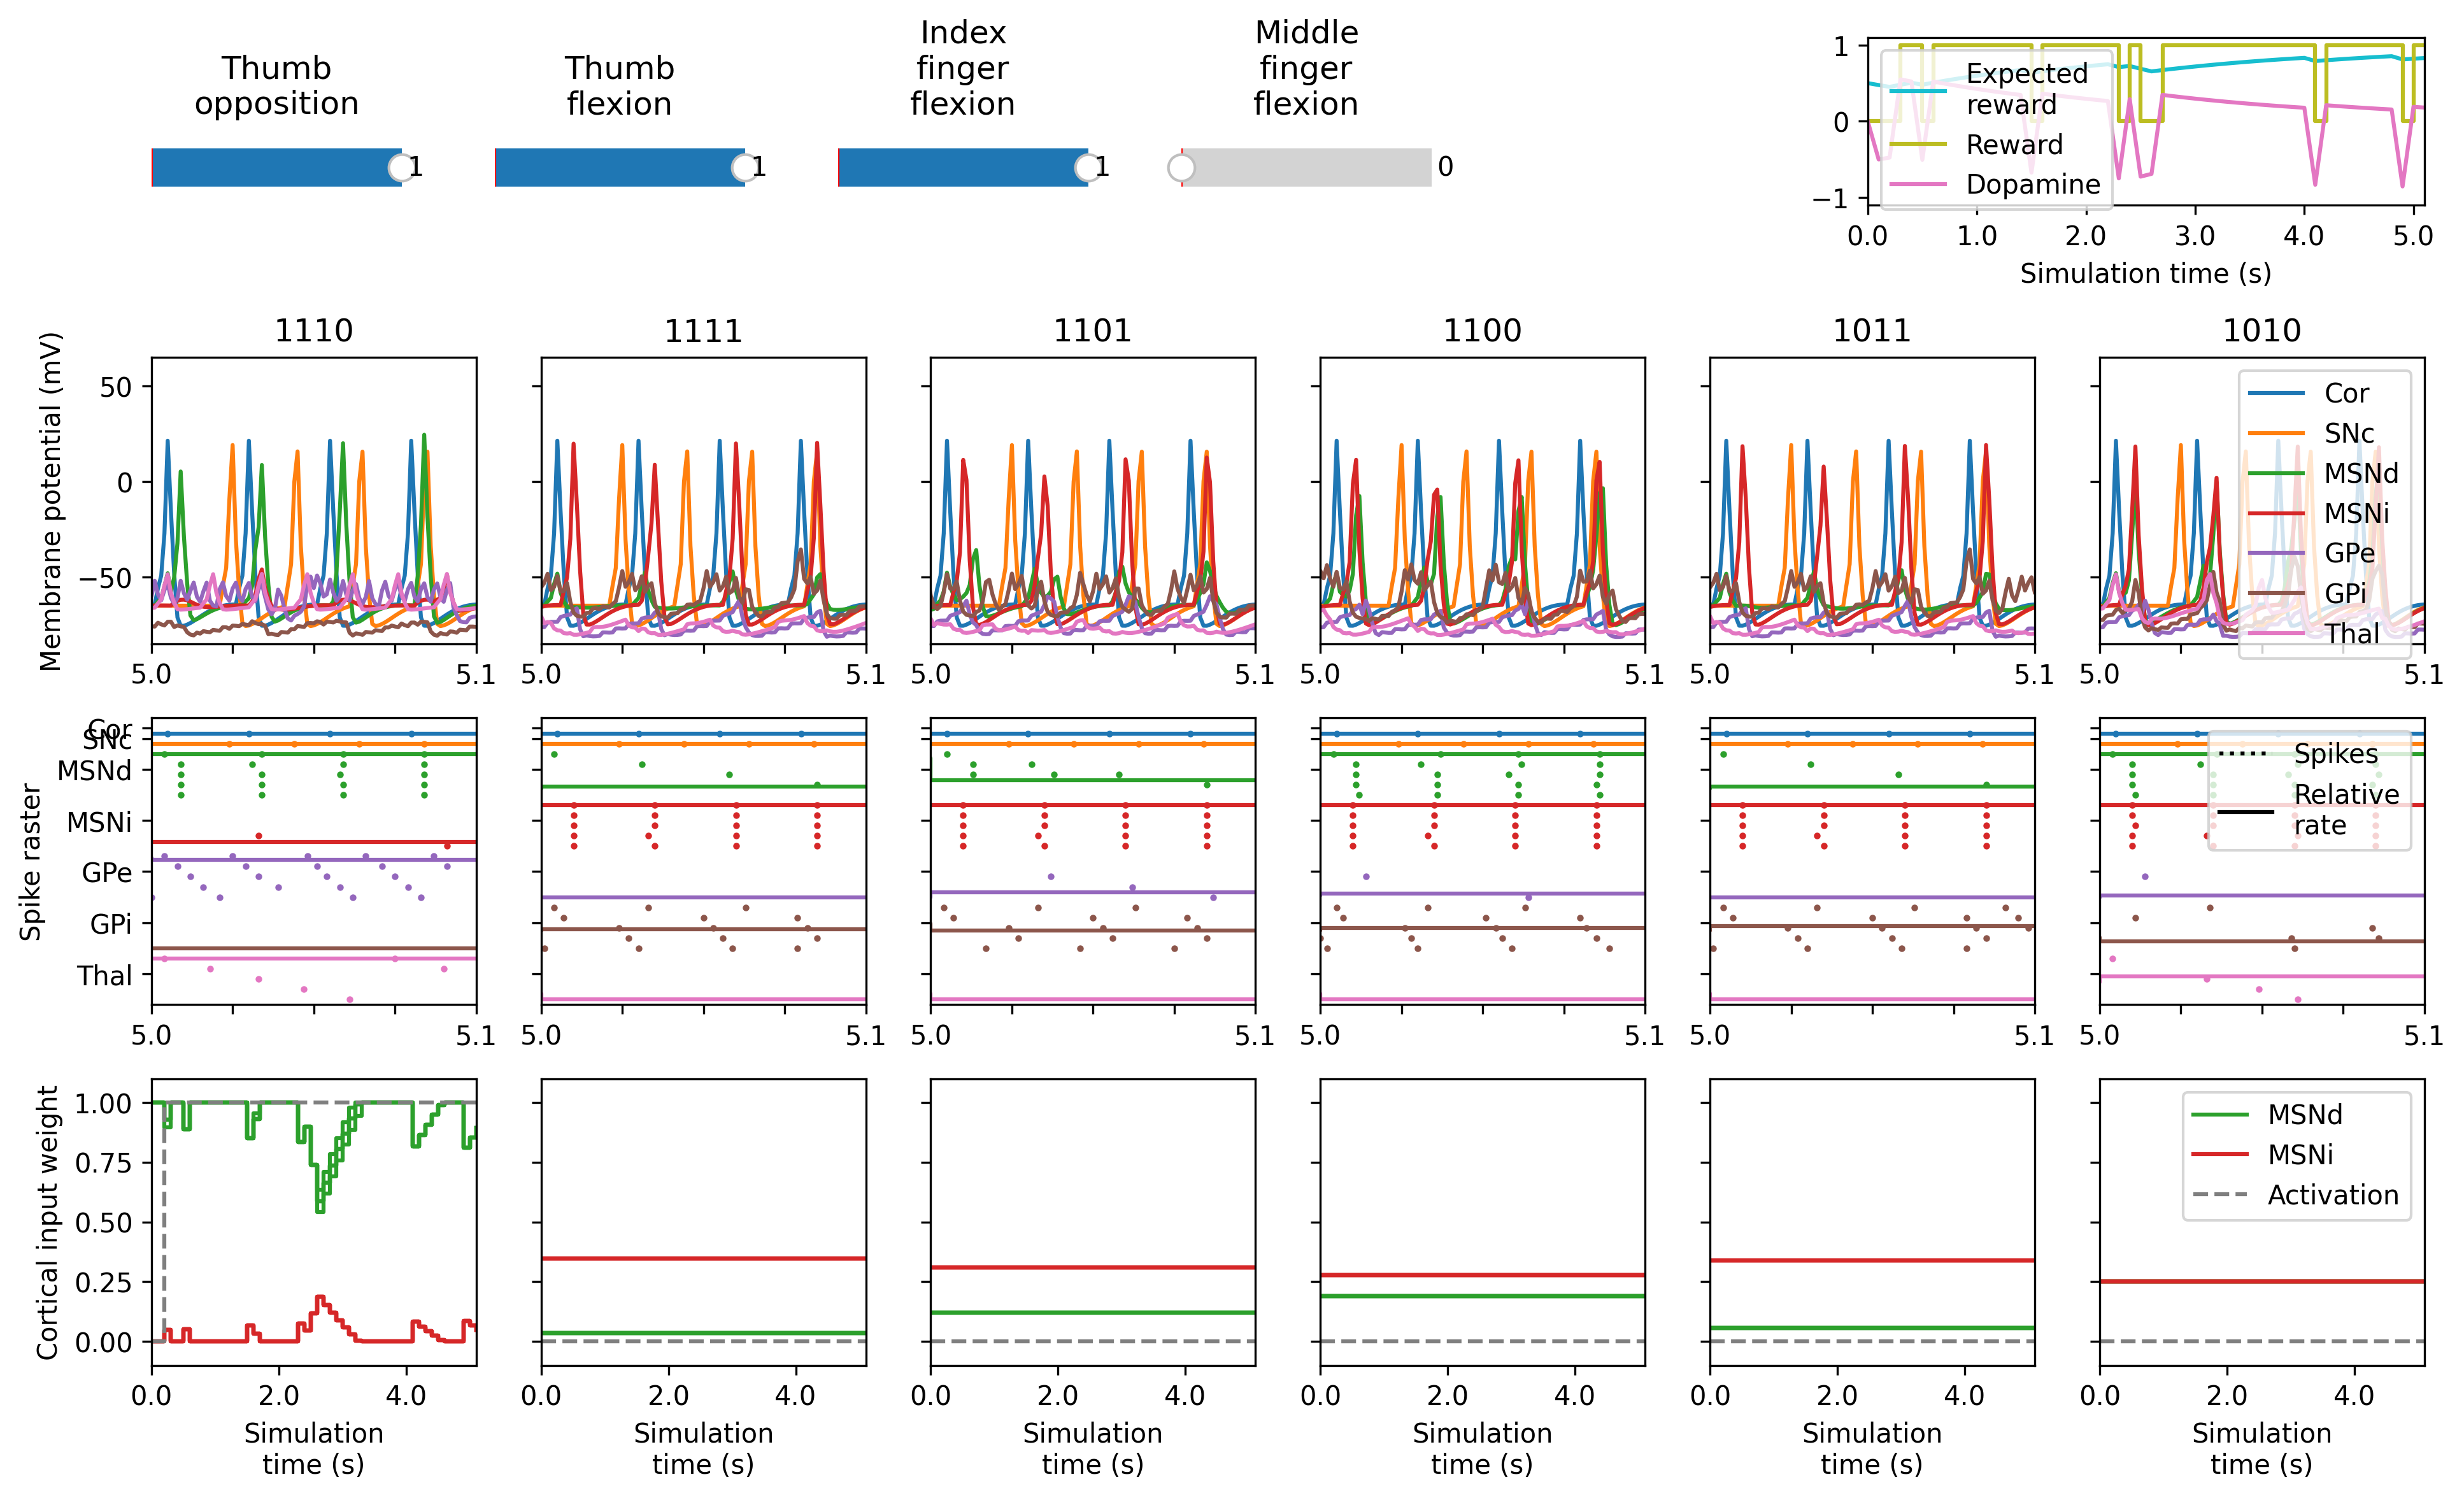 Thumb
opposition
Thumb
flexion
Index
finger
flexion
Middle
finger
flexion
1
1
1
0
1
0
−1
Expected
reward
Reward
Dopamine
0.0 1.0 2.0 3.0 4.0 5.0
Simulation time (s)
1110 1111 1101 1100 1011 1010
Membrane potential (mV)
50
0
−50
Cor
SNc
MSNd
MSNi
GPe
GPi
Thal
5.0 5.1 5.0 5.1 5.0 5.1 5.0 5.1 5.0 5.1 5.0 5.1
Spike raster
Cor
SNc
MSNd
MSNi
GPe
GPi
Thal
Spikes
Relative
rate
5.0 5.1 5.0 5.1 5.0 5.1 5.0 5.1 5.0 5.1 5.0 5.1
Cortical input weight
1.00
0.75
0.50
0.25
0.00
MSNd
MSNi
Activation
0.0 2.0 4.0 0.0 2.0 4.0 0.0 2.0 4.0 0.0 2.0 4.0 0.0 2.0 4.0 0.0 2.0 4.0
Simulation
time (s)
Simulation
time (s)
Simulation
time (s)
Simulation
time (s)
Simulation
time (s)
Simulation
time (s)